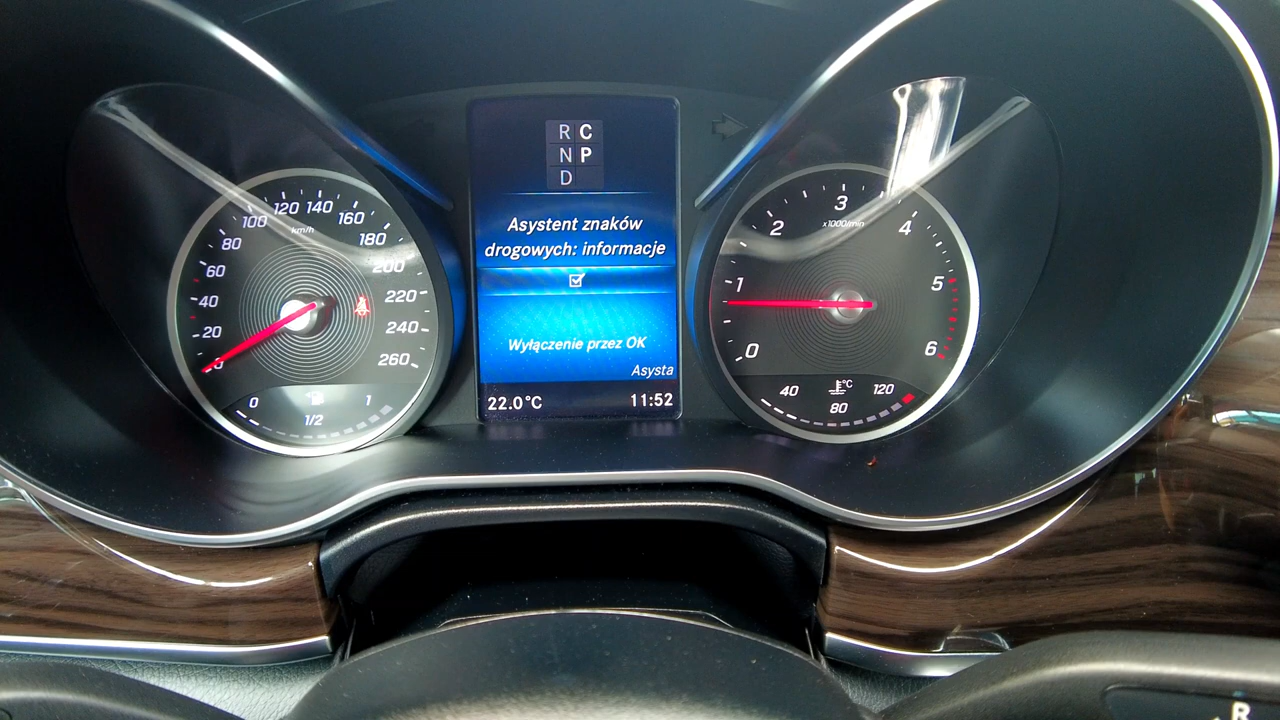 R C
N P
D
Asystent znaków
drogowych: informacje
Wyłączenie przez OK
Asysta
22.0°C 11:52
0
20
40
60
80
100
120
140
160
180
200
220
240
260
km/h
0 1/2 1
0
1
2
3
4
5
6
x1000/min
40 80 120
°C
R